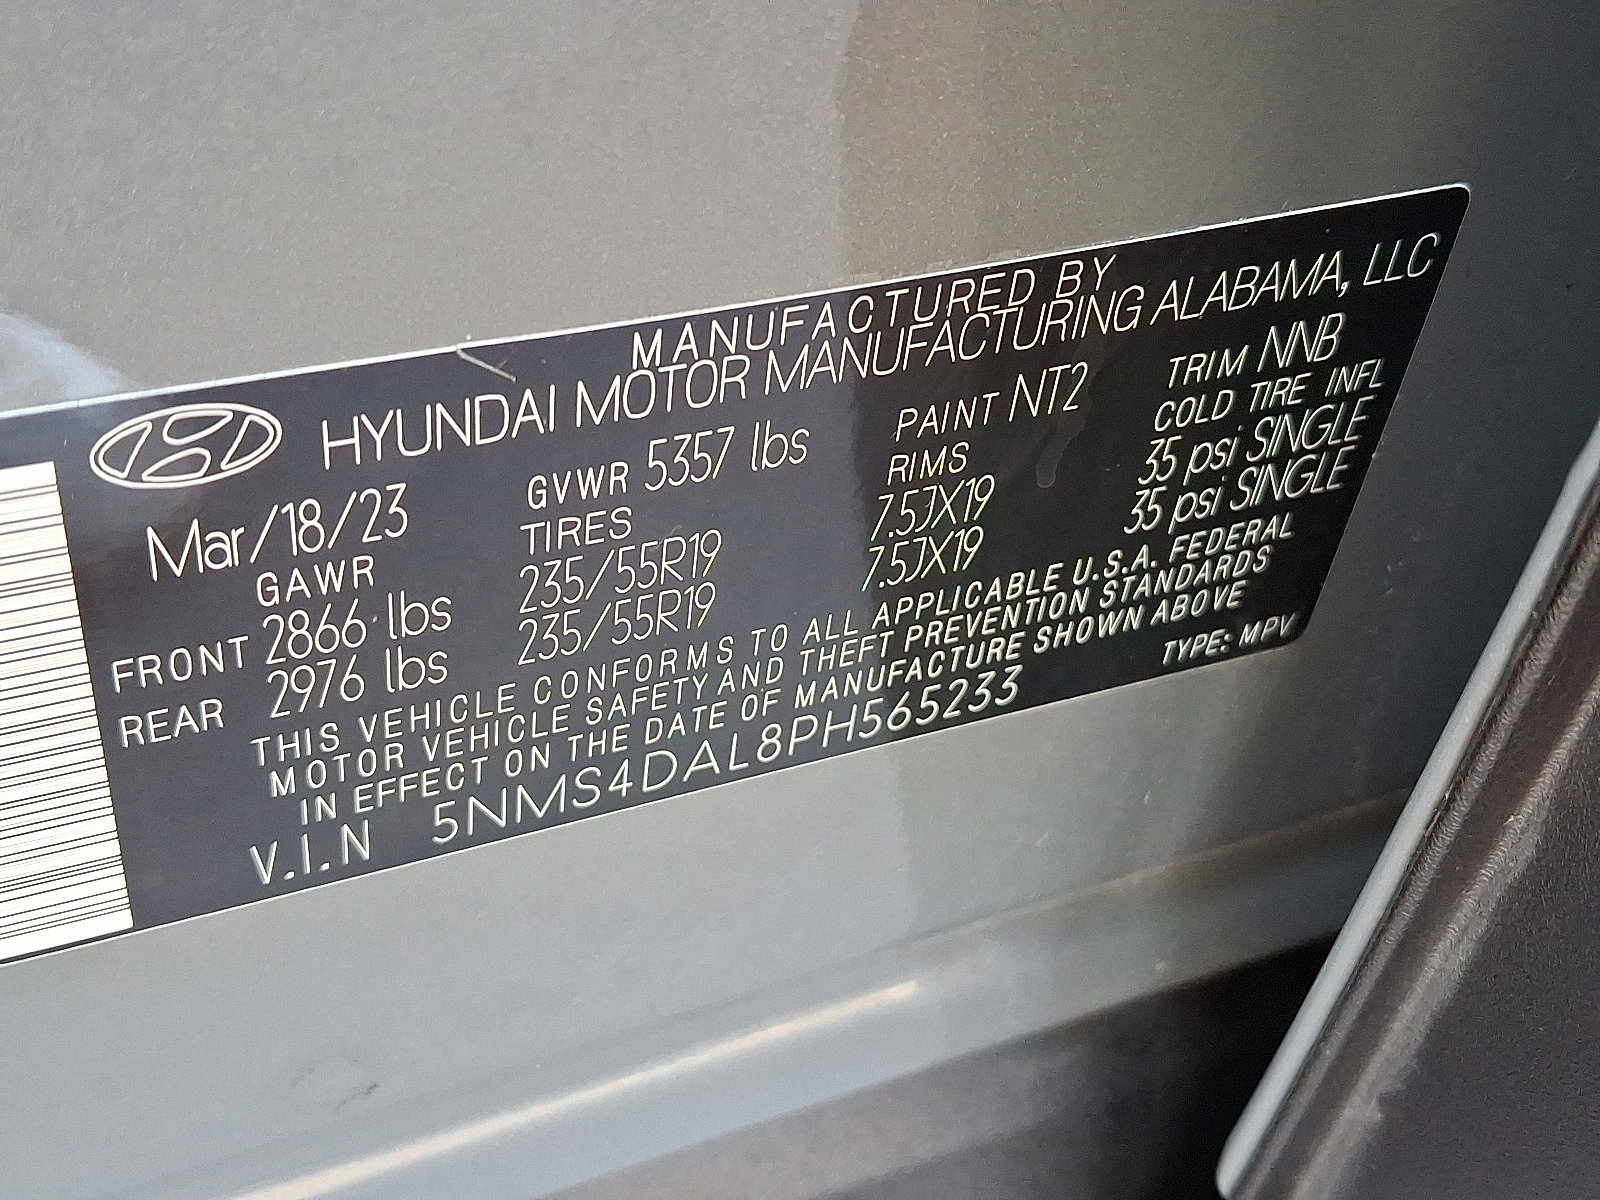 MANUFACTURED BY
HYUNDAI MOTOR MANUFACTURING ALABAMA, LLC
Mar/18/23 GVWR 5357 lbs PAINT NT2 TRIM NNB
GAWR TIRES RIMS COLD TIRE INFL
FRONT 2866 lbs 235/55R19 7.5JX19 35 psi SINGLE
REAR 2976 lbs 235/55R19 7.5JX19 35 psi SINGLE
THIS VEHICLE CONFORMS TO ALL APPLICABLE U.S.A. FEDERAL
MOTOR VEHICLE SAFETY AND THEFT PREVENTION STANDARDS
IN EFFECT ON THE DATE OF MANUFACTURE SHOWN ABOVE
V.I.N 5NMS4DAL8PH565233 TYPE: MPV